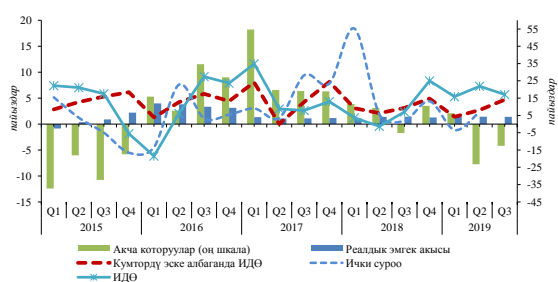 20
15
10
5
0
-5
-10
-15
пайыздар
55
45
35
25
15
5
-5
-15
-25
-35
-45
пайыздар
Q1 Q2 Q3 Q4 Q1 Q2 Q3 Q4 Q1 Q2 Q3 Q4 Q1 Q2 Q3 Q4 Q1 Q2 Q3
2015 2016 2017 2018 2019
Акча которуулар (оң шкала) Реалдык эмгек акысы
Кумтөрдү эске албаганда ИДӨ Ички суроо
ИДӨ